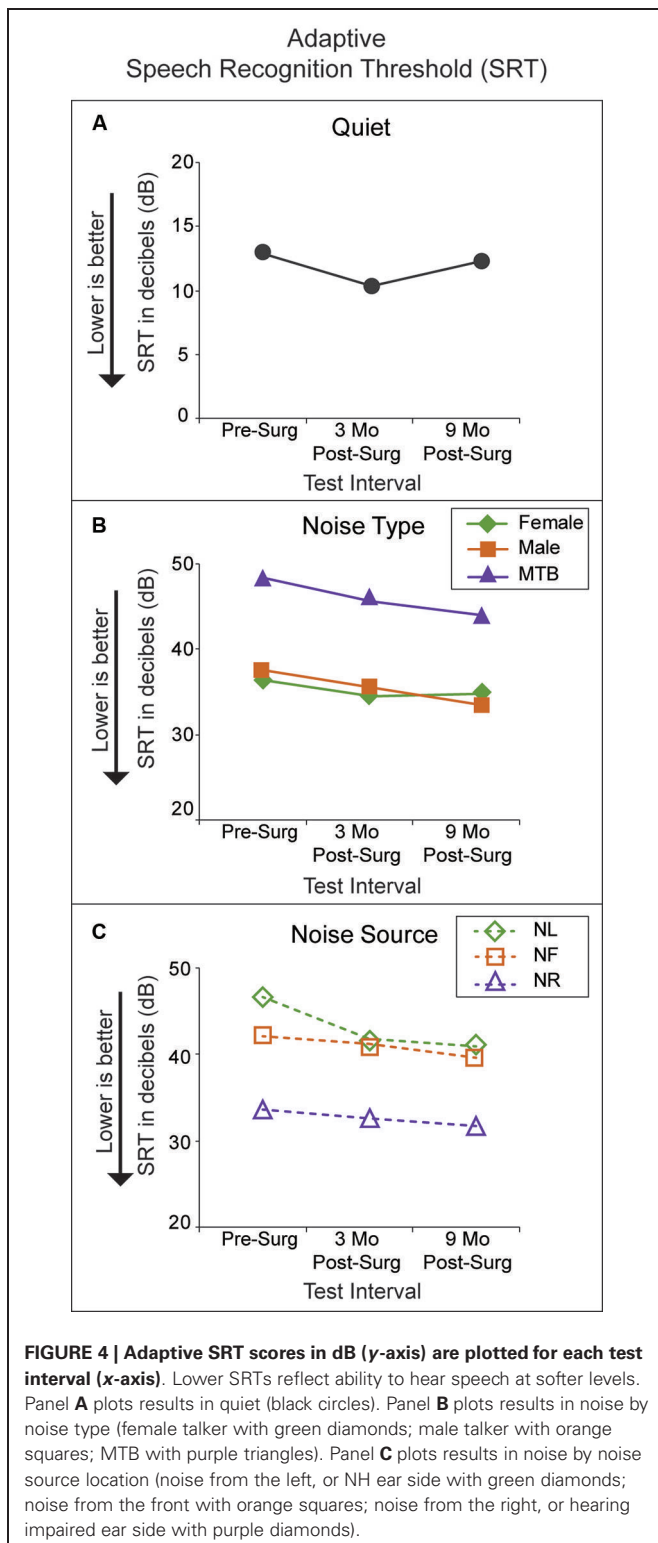 Adaptive
Speech Recognition Threshold (SRT)
A
Quiet
Lower is better
SRT in decibels (dB)
20
15
10
5
0
Pre-Surg
3 Mo
Post-Surg
9 Mo
Post-Surg
Test Interval
B
Noise Type
Female
Male
MTB
Lower is better
SRT in decibels (dB)
50
40
30
20
Pre-Surg
3 Mo
Post-Surg
9 Mo
Post-Surg
Test Interval
C
Noise Source
NL
NF
NR
Lower is better
SRT in decibels (dB)
50
40
30
20
Pre-Surg
3 Mo
Post-Surg
9 Mo
Post-Surg
Test Interval
FIGURE 4 | Adaptive SRT scores in dB (y-axis) are plotted for each test
interval (x-axis). Lower SRTs reflect ability to hear speech at softer levels.
Panel A plots results in quiet (black circles). Panel B plots results in noise by
noise type (female talker with green diamonds; male talker with orange
squares; MTB with purple triangles). Panel C plots results in noise by noise
source location (noise from the left, or NH ear side with green diamonds;
noise from the front with orange squares; noise from the right, or hearing
impaired ear side with purple diamonds).